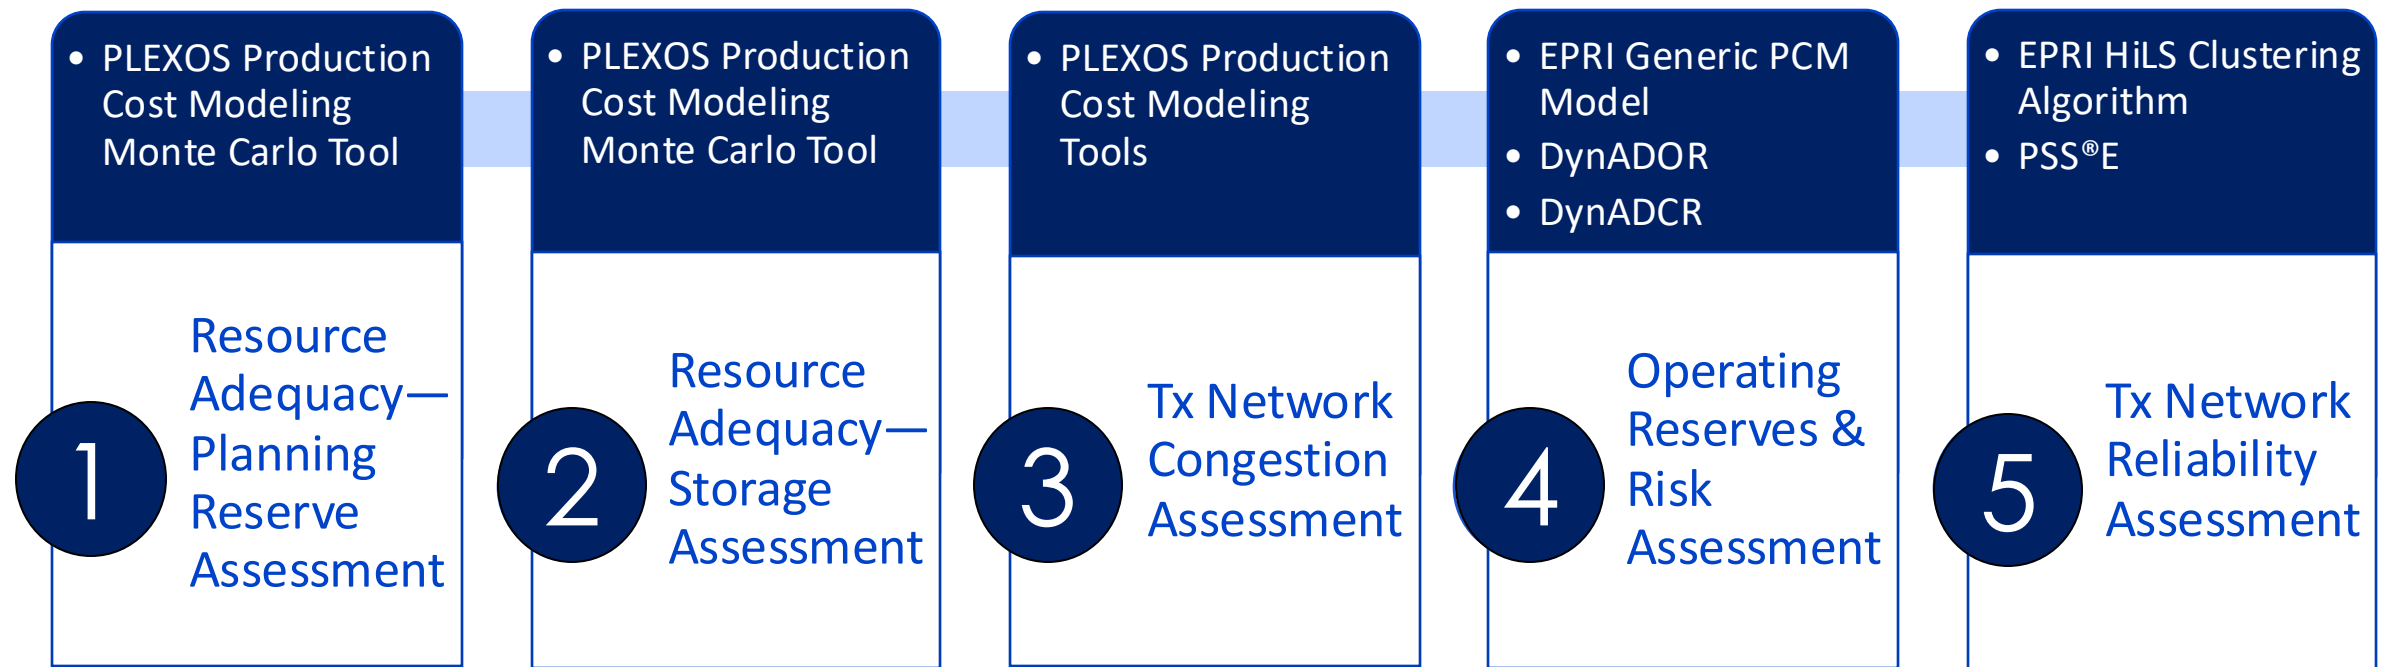 • PLEXOS Production
Cost Modeling
Monte Carlo Tool
1
Resource
Adequacy—
Planning
Reserve
Assessment
• PLEXOS Production
Cost Modeling
Monte Carlo Tool
2
Resource
Adequacy—
Storage
Assessment
• PLEXOS Production
Cost Modeling
Tools
3
Tx Network
Congestion
Assessment
• EPRI Generic PCM
Model
• DynADOR
• DynADCR
4
Operating
Reserves &
Risk
Assessment
• EPRI HiLS Clustering
Algorithm
• PSS®E
5
Tx Network
Reliability
Assessment